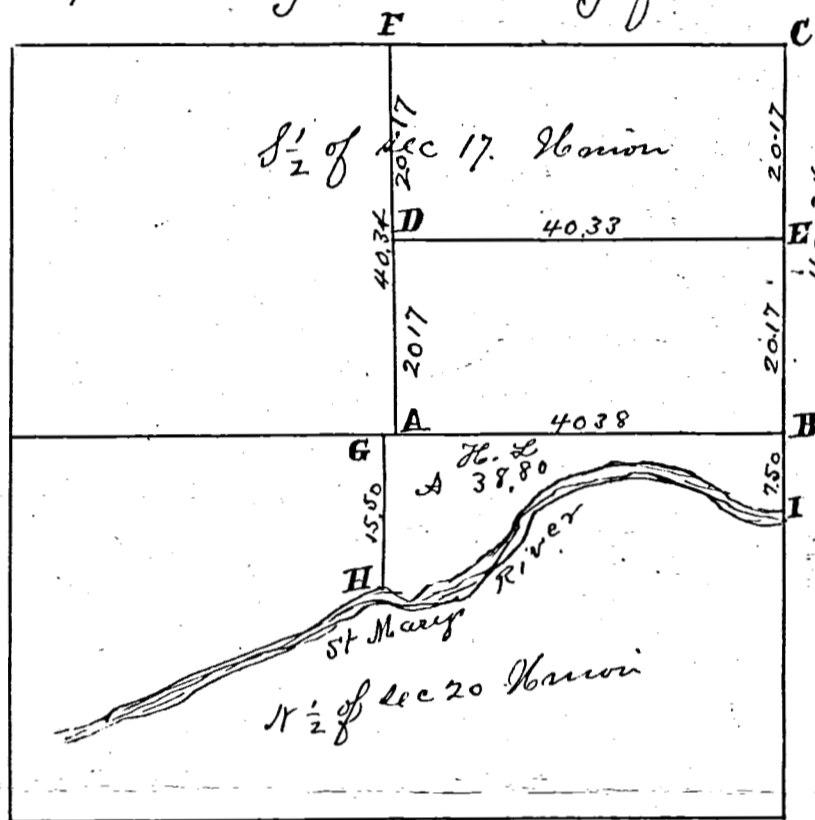 F C
S 1/2 of sec 17. Union
20.17
20.17
D 40.33 E
40.34
2017
20.17
A 4038 B
G H. L
A 38,80
15.50
7.50
I
H
River
St Mary
N 1/2 of sec 20 Union